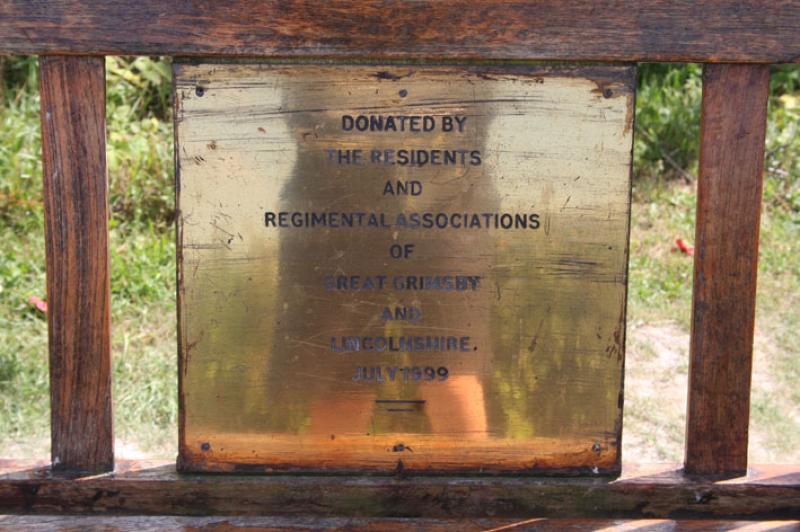 DONATED BY
THE RESIDENTS
AND
REGIMENTAL ASSOCIATIONS
OF
GREAT GRIMSBY
AND
LINCOLNSHIRE.
JULY 1999